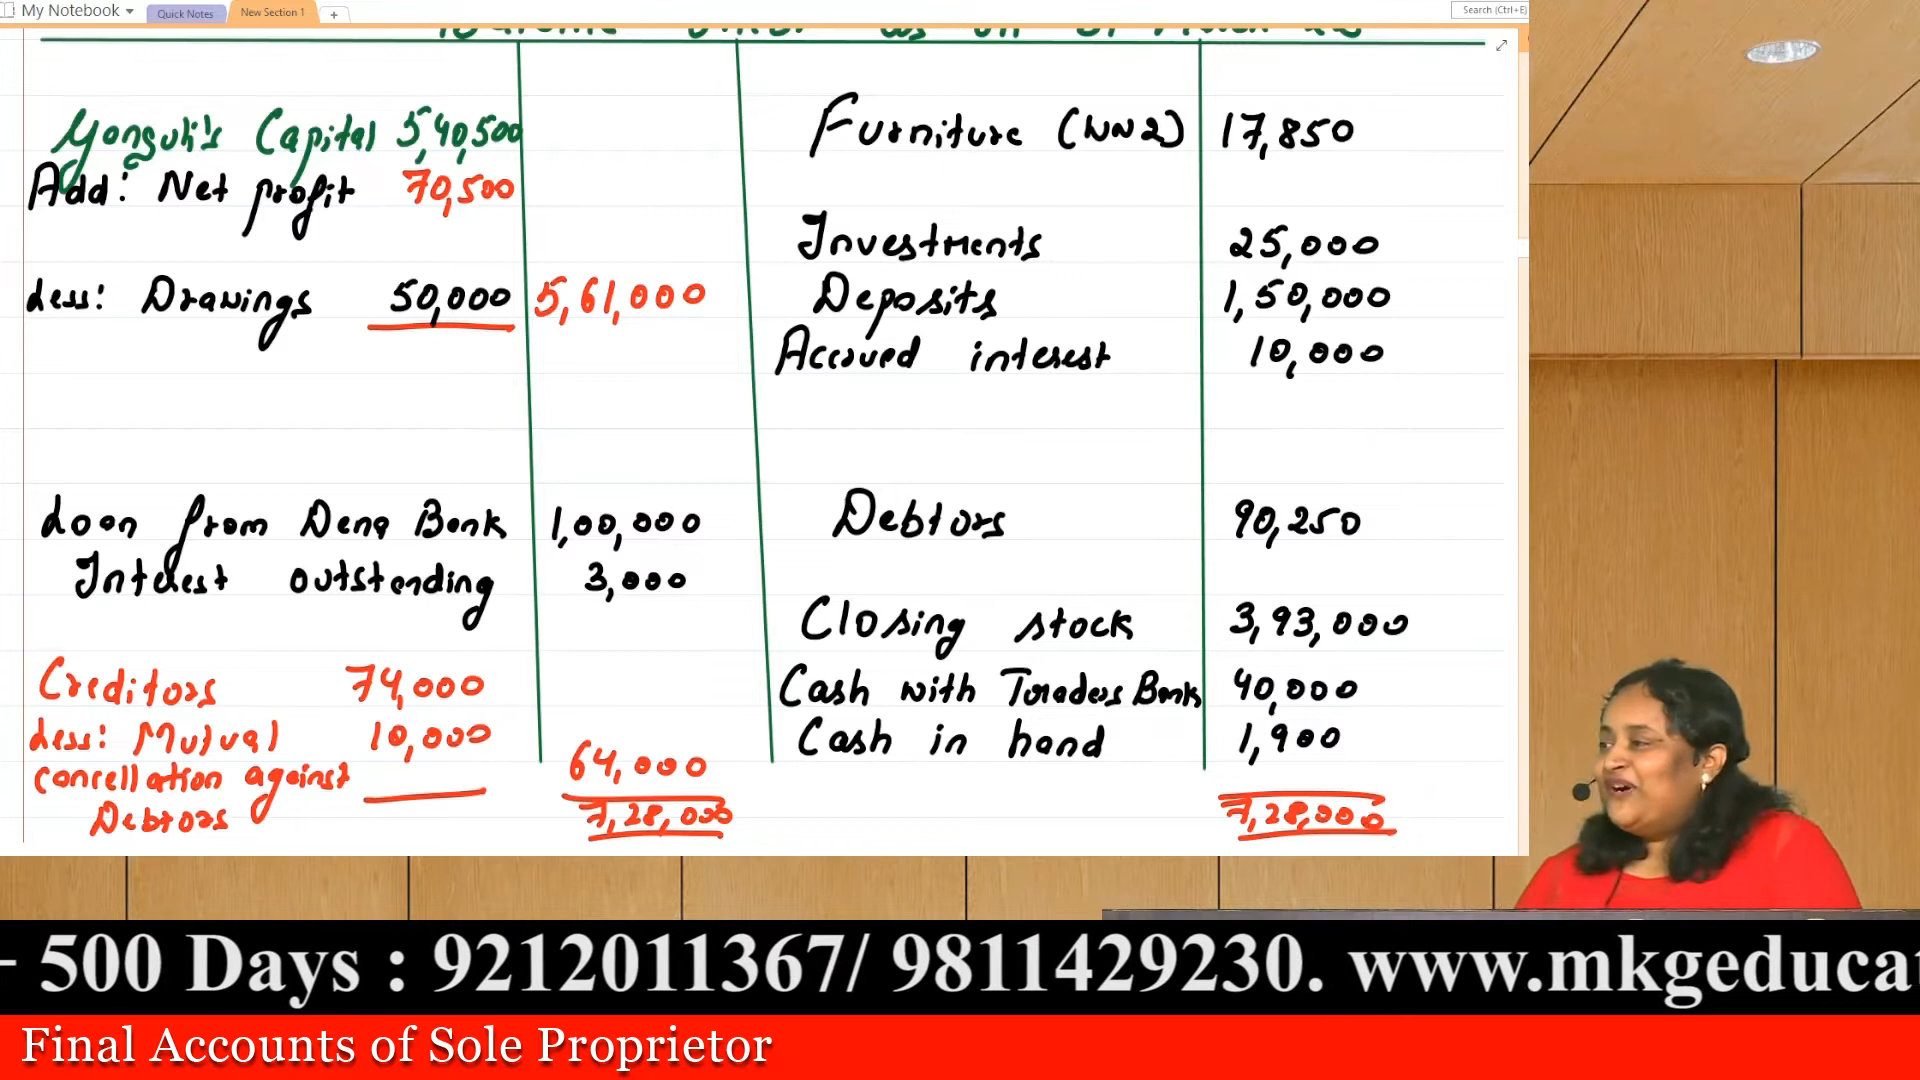 My Notebook
Quick Notes
New Section 1
+
Search (Ctrl+E)
Capital 5,40,500
Add: Net profit 70,500
Less: Drawings 50,000 5,61,000
Loan from Dena Bank 1,00,000
Interest outstanding 3,000
Creditors 74,000
Less: Mutual 10,000
cancellation against
Debtors
64,000
7,28,000
Furniture (WN2) 17,850
Investments 25,000
Deposits 1,50,000
Accrued interest 10,000
Debtors 90,250
Closing stock 3,93,000
Cash with Traders Bank 40,000
Cash in hand 1,900
7,28,000
500 Days : 9212011367/ 9811429230. www.mkgeducat
Final Accounts of Sole Proprietor